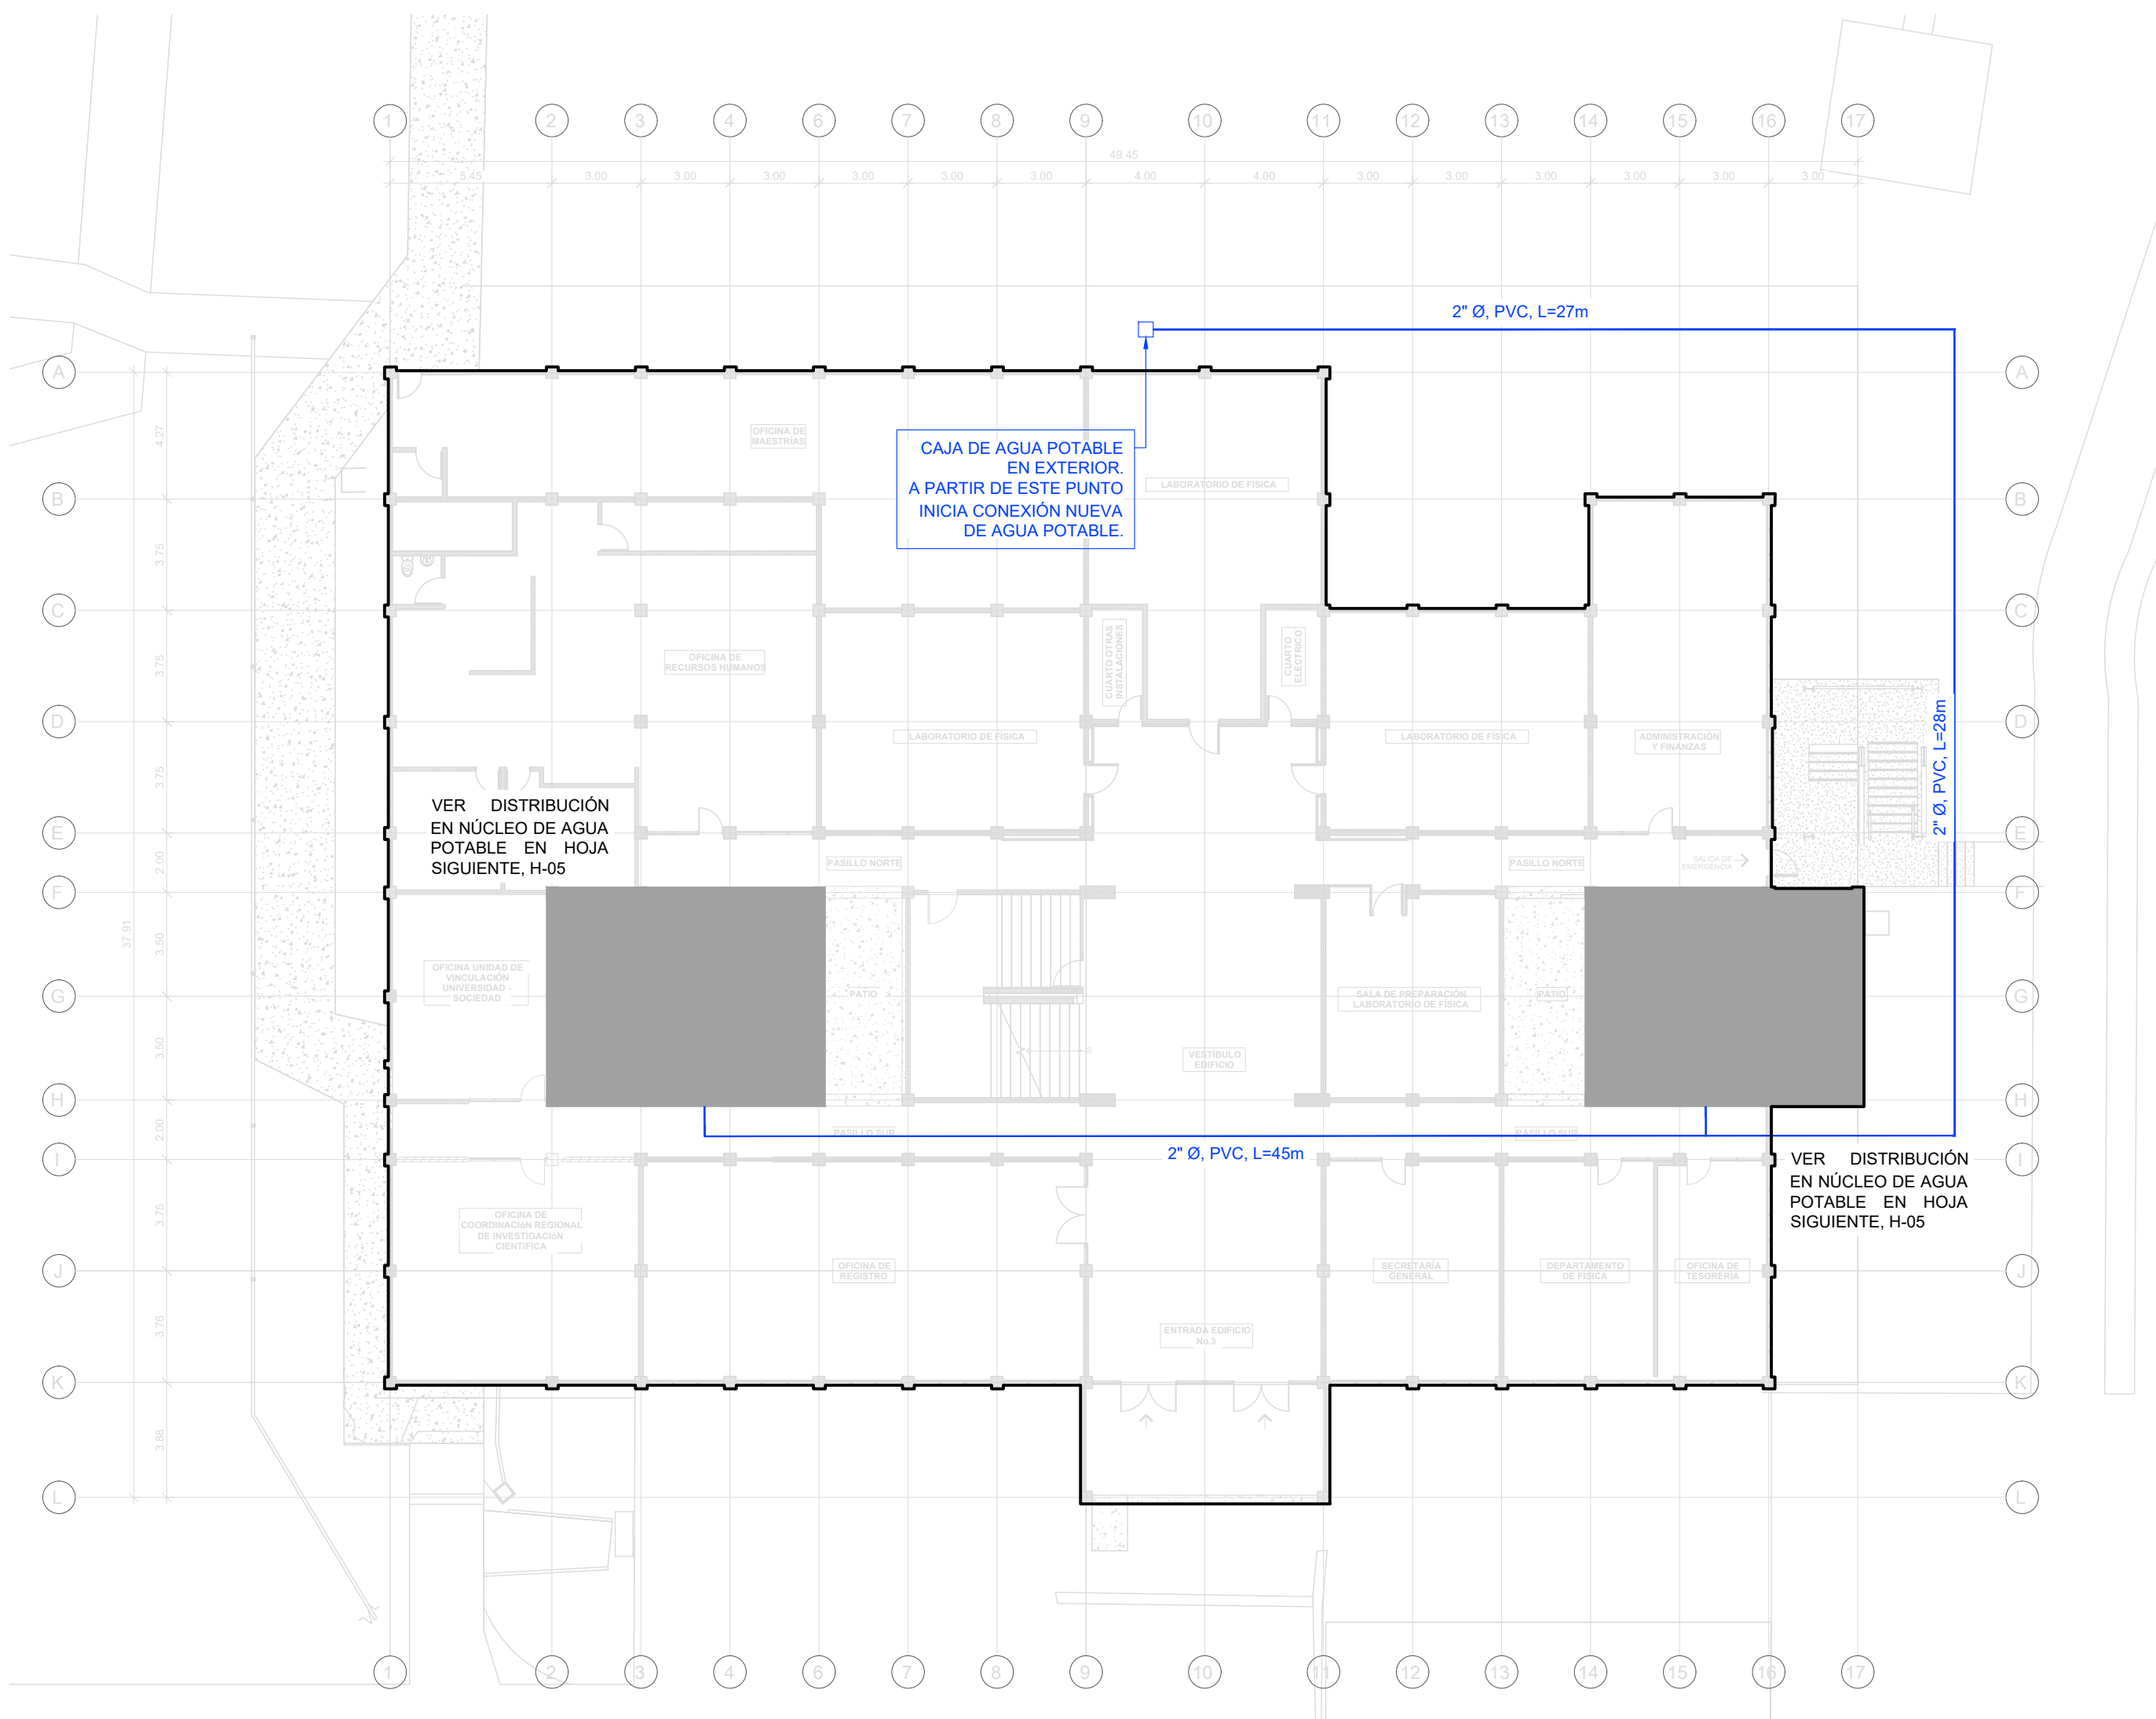 1
2
3
4
6
7
8
9
10
11
12
13
14
15
16
17
49.45
5.45
3.00
3.00
3.00
3.00
3.00
3.00
4.00
4.00
3.00
3.00
3.00
3.00
3.00
3.00
2" Ø, PVC, L=27m
A
A
4.27
OFICINA DE
MAESTRÍAS
CAJA DE AGUA POTABLE
EN EXTERIOR.
A PARTIR DE ESTE PUNTO
INICIA CONEXIÓN NUEVA
DE AGUA POTABLE.
LABORATORIO DE FÍSICA
B
B
3.75
C
C
CUARTO OTRAS
INSTALACIONES
CUARTO
ELÉCTRICO
OFICINA DE
RECURSOS HUMANOS
3.75
D
D
LABORATORIO DE FÍSICA
LABORATORIO DE FÍSICA
ADMINISTRACIÓN
Y FINANZAS
2" Ø, PVC, L=28m
3.75
VER DISTRIBUCIÓN
EN NÚCLEO DE AGUA
POTABLE EN HOJA
SIGUIENTE, H-05
E
E
2.00
PASILLO NORTE
PASILLO NORTE
SALIDA DE
EMERGENCIA
F
F
37.91
3.50
OFICINA UNIDAD DE
VINCULACIÓN
UNIVERSIDAD -
SOCIEDAD
G
PATIO
SALA DE PREPARACIÓN
LABORATORIO DE FÍSICA
PATIO
G
3.50
S
VESTÍBULO
EDIFICIO
H
H
2.00
PASILLO SUR
PASILLO SUR
2" Ø, PVC, L=45m
I
I
VER DISTRIBUCIÓN
EN NÚCLEO DE AGUA
POTABLE EN HOJA
SIGUIENTE, H-05
3.75
OFICINA DE
COORDINACIóN REGIONAL
DE INVESTIGACIóN
CIENTíFICA
OFICINA DE
REGISTRO
SECRETARÍA
GENERAL
DEPARTAMENTO
DE FÍSICA
OFICINA DE
TESORERÍA
J
J
3.76
ENTRADA EDIFICIO
No.3
K
K
3.88
L
L
1
2
3
4
6
7
8
9
10
11
12
13
14
15
16
17